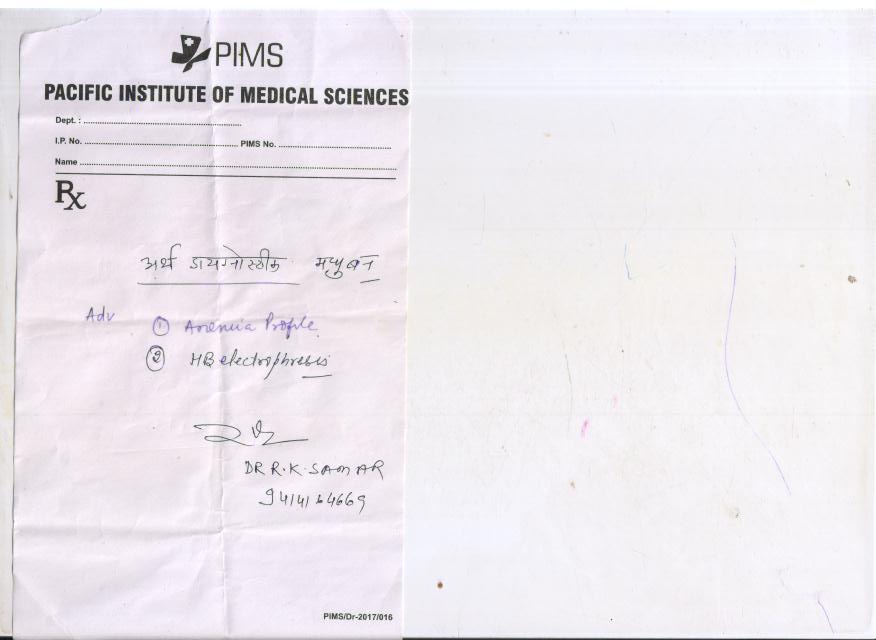 PIMS
PACIFIC INSTITUTE OF MEDICAL SCIENCES
Dept. :
I.P. No. PIMS No.
Name
Rx
अर्थ डायग्नोस्टीक मधुबन
Adv ① Anemia Profile
② HB electrophresis
DR R.K. SAMAR
9414164669
PIMS/Dr-2017/016